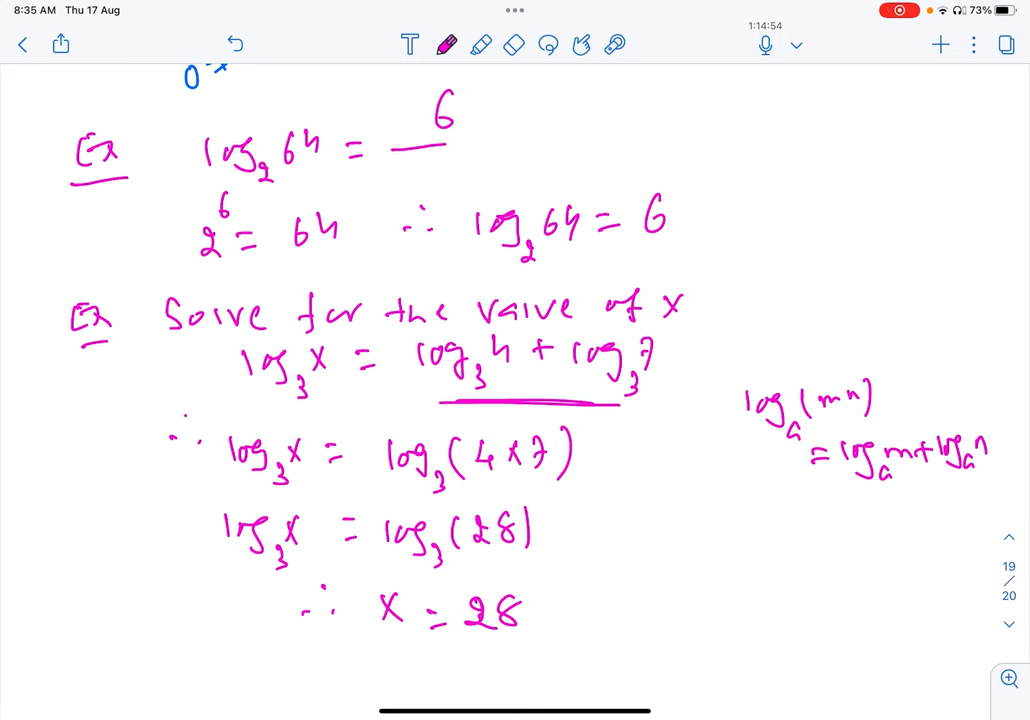 8:35 AM Thu 17 Aug
73%
1:14:54
T
Ex log₂ 64 = 6
2⁶ = 64 ∴ log₂ 64 = 6
Ex Solve for the value of x
log₃ x = log₃ 4 + log₃ 7
logₐ (mn)
= logₐ m + logₐ n
∴ log₃ x = log₃ (4 x 7)
log₃ x = log₃ (28)
∴ x = 28
19
/
20